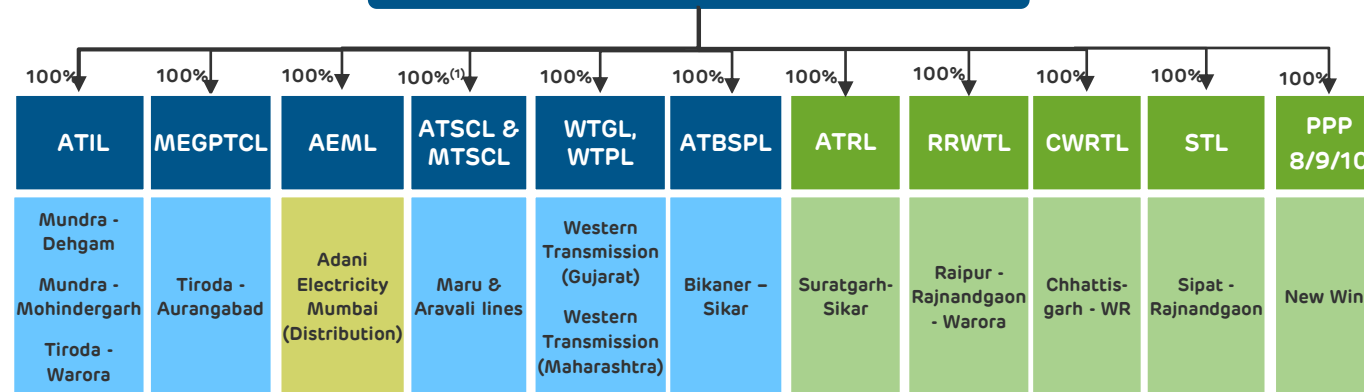 100% 100% 100% 100%(1) 100% 100% 100% 100% 100% 100% 100%
ATIL
MEGPTCL
AEML
ATSCL &
MTSCL
WTGL,
WTPL
ATBSPL
ATRL
RRWTL
CWRTL
STL
PPP
8/9/10
Mundra -
Dehgam
Mundra -
Mohindergarh
Tiroda -
Warora
Tiroda -
Aurangabad
Adani
Electricity
Mumbai
(Distribution)
Maru &
Aravali lines
Western
Transmission
(Gujarat)
Western
Transmission
(Maharashtra)
Bikaner –
Sikar
Suratgarh-
Sikar
Raipur -
Rajnandgaon
- Warora
Chhattis-
garh - WR
Sipat -
Rajnandgaon
New Win